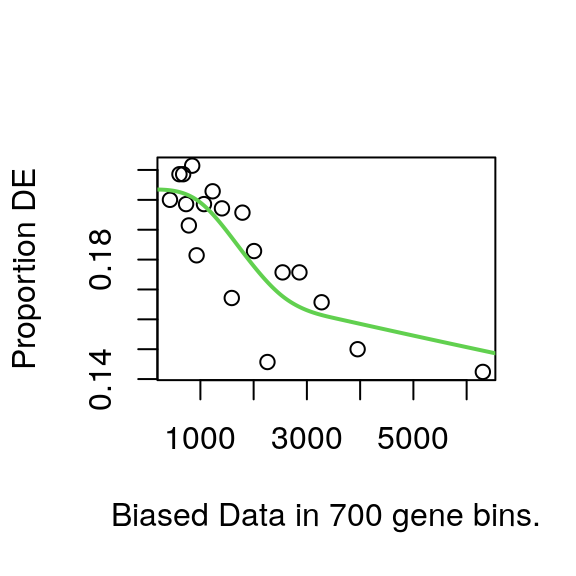 Proportion DE
0.18
0.14
1000 3000 5000
Biased Data in 700 gene bins.